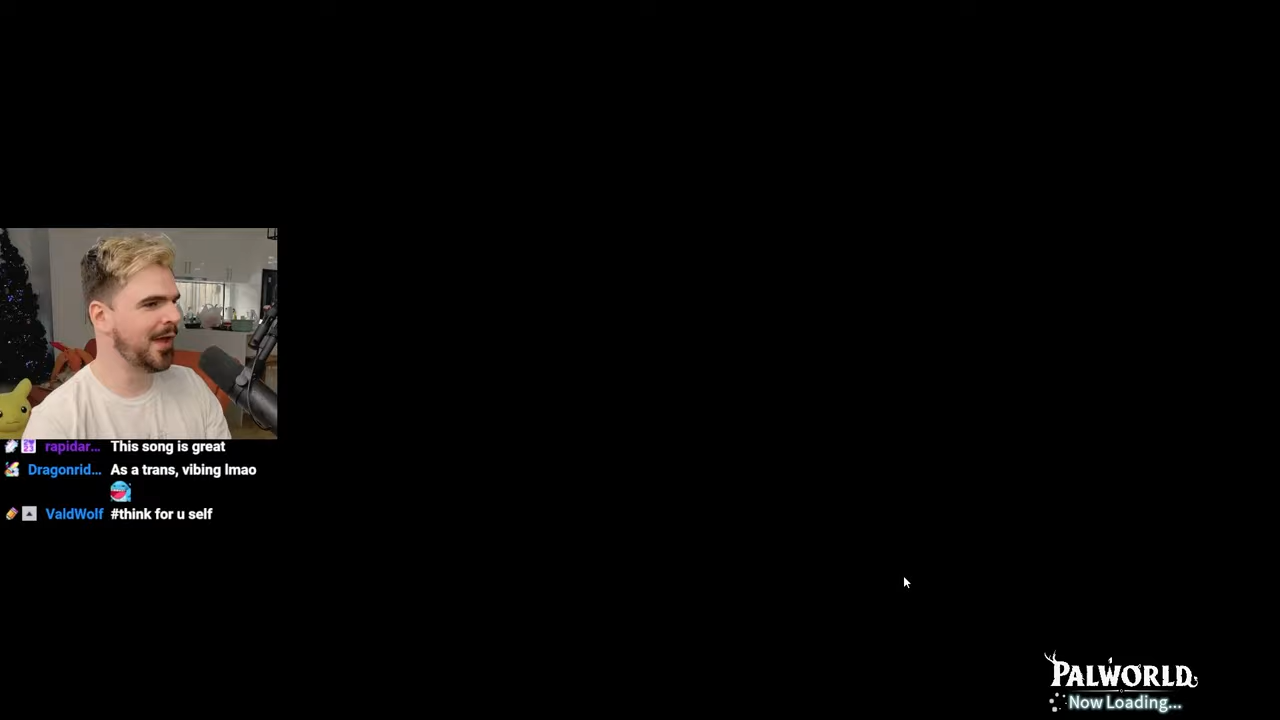 rapidar... This song is great
Dragonrid... As a trans, vibing lmao
ValdWolf #think for u self
PALWORLD
Now Loading...